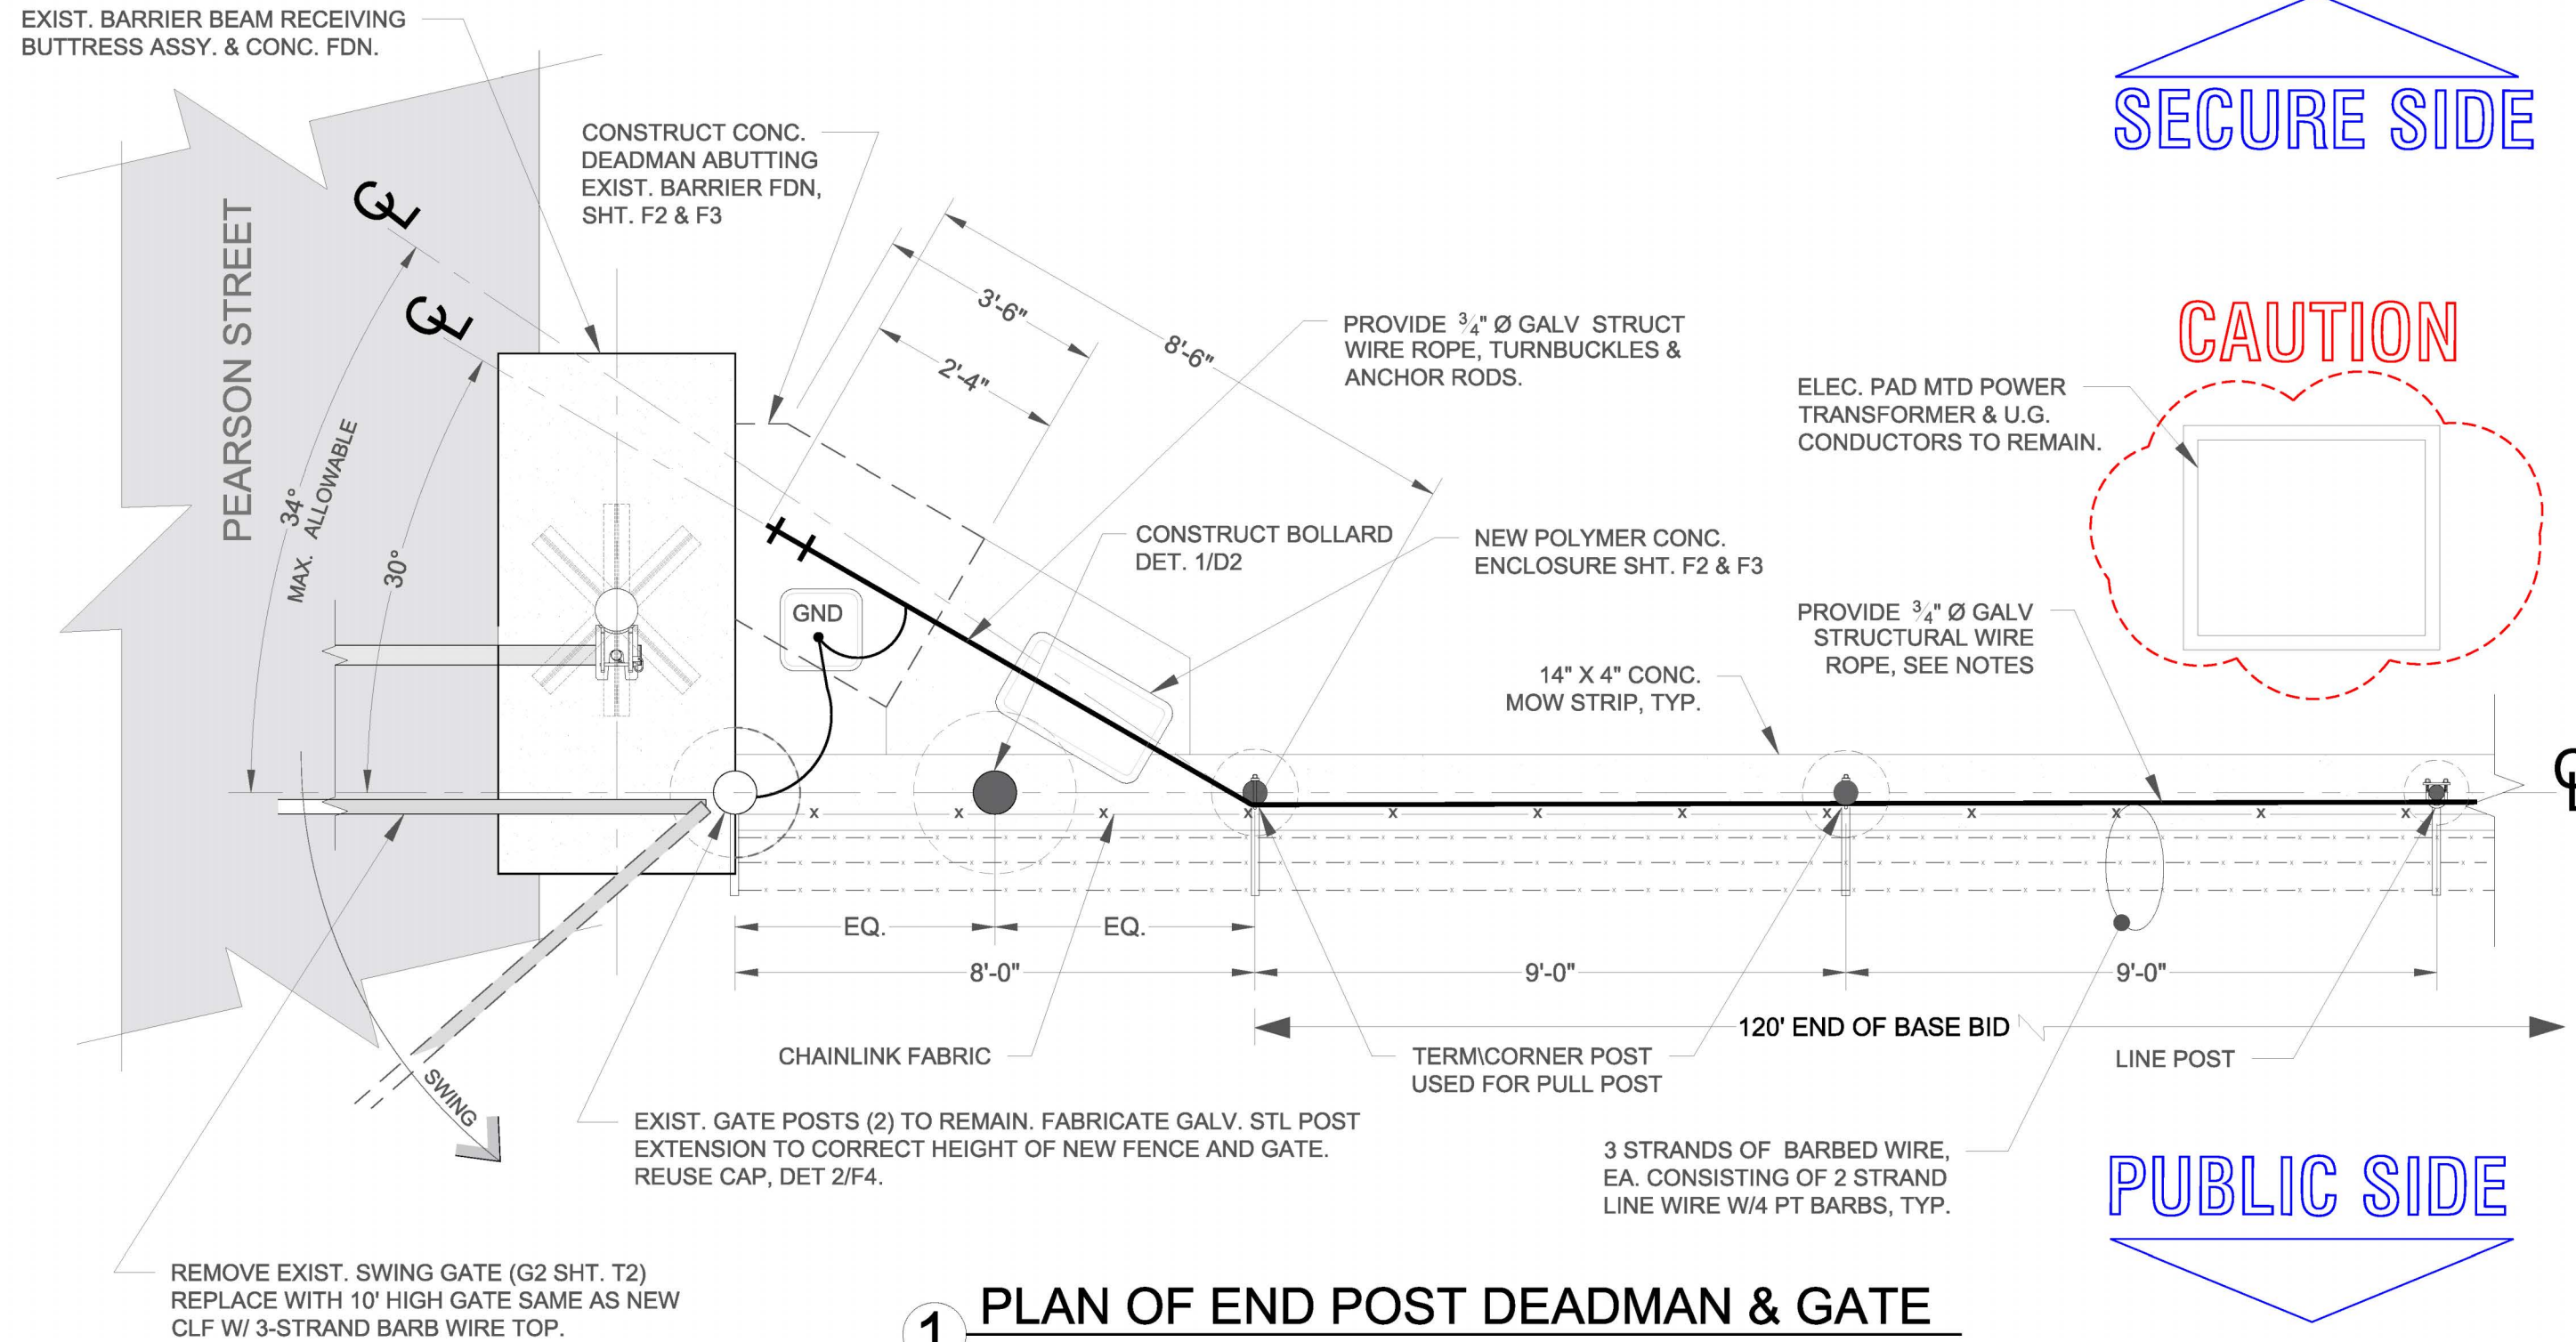 EXIST. BARRIER BEAM RECEIVING
BUTTRESS ASSY. & CONC. FDN.
SECURE SIDE
CONSTRUCT CONC.
DEADMAN ABUTTING
EXIST. BARRIER FDN,
SHT. F2 & F3
PEARSON STREET
CL
CL
34°
MAX. ALLOWABLE
30°
3'-6"
2'-4"
8'-6"
PROVIDE 3/4" Ø GALV STRUCT
WIRE ROPE, TURNBUCKLES &
ANCHOR RODS.
CAUTION
ELEC. PAD MTD POWER
TRANSFORMER & U.G.
CONDUCTORS TO REMAIN.
CONSTRUCT BOLLARD
DET. 1/D2
NEW POLYMER CONC.
ENCLOSURE SHT. F2 & F3
GND
PROVIDE 3/4" Ø GALV
STRUCTURAL WIRE
ROPE, SEE NOTES
14" X 4" CONC.
MOW STRIP, TYP.
CL
x x x x x x x x x x x x
EQ. EQ.
8'-0" 9'-0" 9'-0"
120' END OF BASE BID
CHAINLINK FABRIC
TERM\CORNER POST
USED FOR PULL POST
LINE POST
SWING
EXIST. GATE POSTS (2) TO REMAIN. FABRICATE GALV. STL POST
EXTENSION TO CORRECT HEIGHT OF NEW FENCE AND GATE.
REUSE CAP, DET 2/F4.
3 STRANDS OF BARBED WIRE,
EA. CONSISTING OF 2 STRAND
LINE WIRE W/4 PT BARBS, TYP.
PUBLIC SIDE
REMOVE EXIST. SWING GATE (G2 SHT. T2)
REPLACE WITH 10' HIGH GATE SAME AS NEW
CLF W/ 3-STRAND BARB WIRE TOP.
1 PLAN OF END POST DEADMAN & GATE